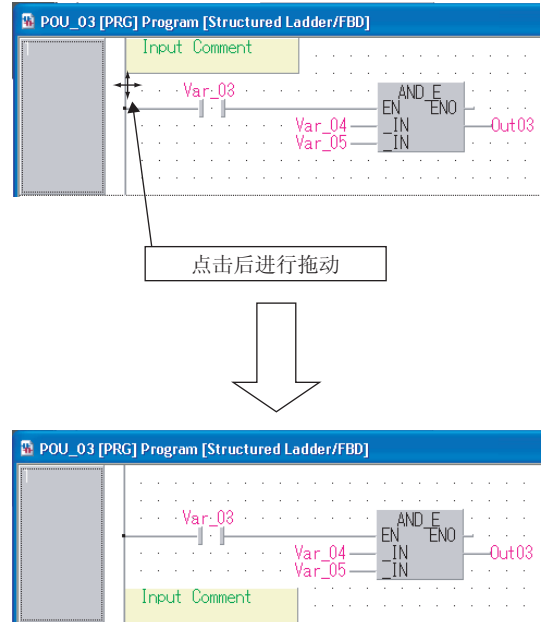 POU_03 [PRG] Program [Structured Ladder/FBD]
Input Comment
Var_03
AND_E
EN ENO
Var_04 _IN Out03
Var_05 _IN
点击后进行拖动
POU_03 [PRG] Program [Structured Ladder/FBD]
Var_03
AND_E
EN ENO
Var_04 _IN Out03
Var_05 _IN
Input Comment